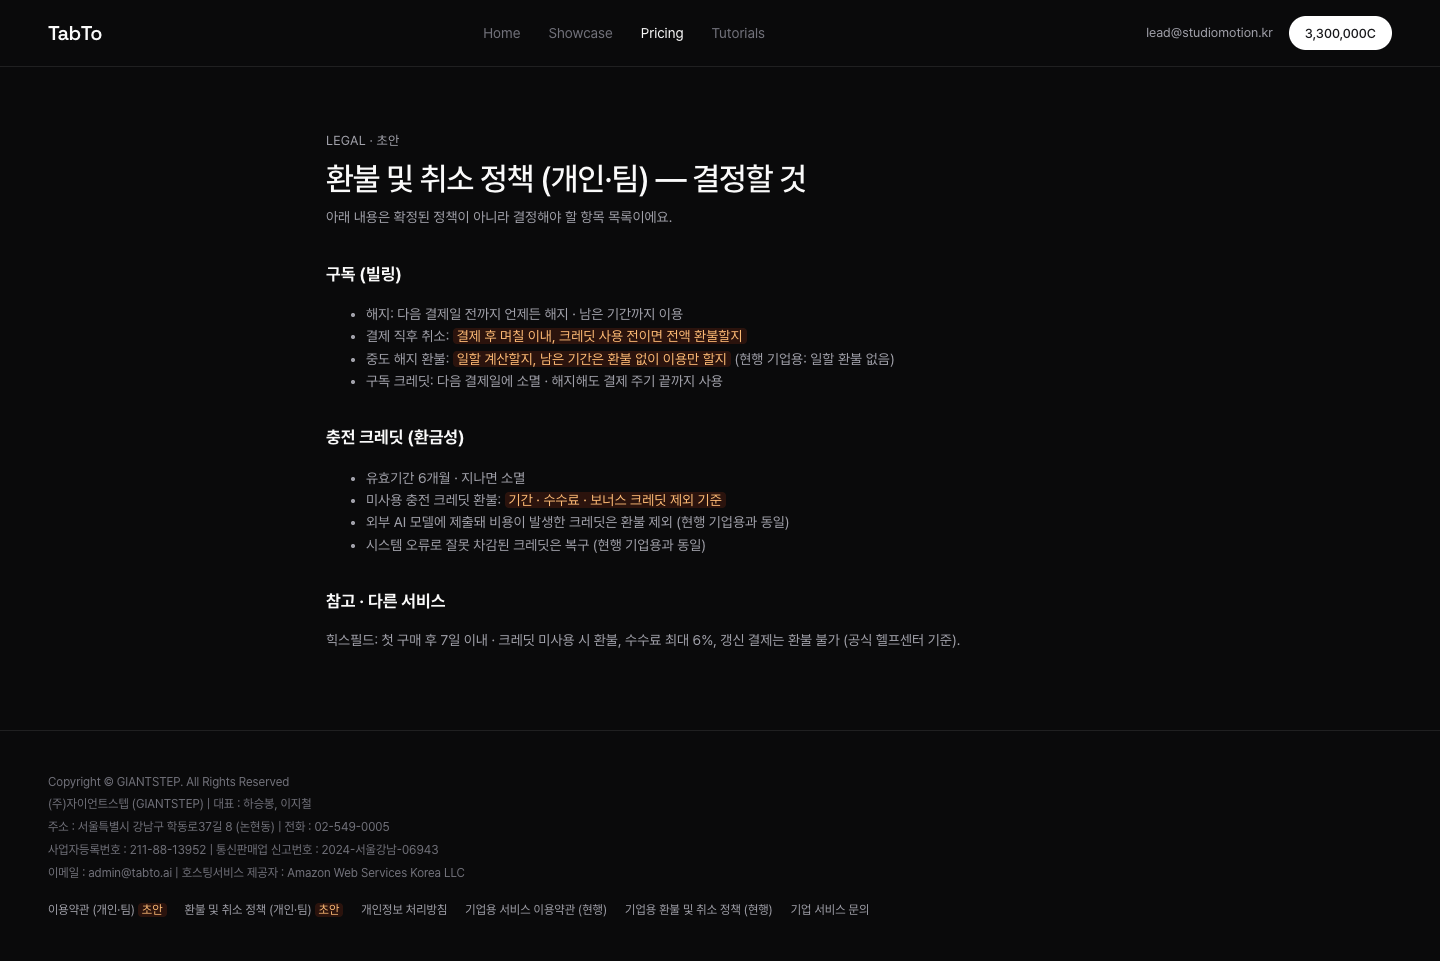 TabTo
Home Showcase Pricing Tutorials
lead@studiomotion.kr 3,300,000C
LEGAL · 초안
환불 및 취소 정책 (개인·팀) — 결정할 것
아래 내용은 확정된 정책이 아니라 결정해야 할 항목 목록이에요.
구독 (빌링)
• 해지: 다음 결제일 전까지 언제든 해지 · 남은 기간까지 이용
• 결제 직후 취소: 결제 후 며칠 이내, 크레딧 사용 전이면 전액 환불할지
• 중도 해지 환불: 일할 계산할지, 남은 기간은 환불 없이 이용만 할지 (현행 기업용: 일할 환불 없음)
• 구독 크레딧: 다음 결제일에 소멸 · 해지해도 결제 주기 끝까지 사용
충전 크레딧 (환금성)
• 유효기간 6개월 · 지나면 소멸
• 미사용 충전 크레딧 환불: 기간 · 수수료 · 보너스 크레딧 제외 기준
• 외부 AI 모델에 제출돼 비용이 발생한 크레딧은 환불 제외 (현행 기업용과 동일)
• 시스템 오류로 잘못 차감된 크레딧은 복구 (현행 기업용과 동일)
참고 · 다른 서비스
힉스필드: 첫 구매 후 7일 이내 · 크레딧 미사용 시 환불, 수수료 최대 6%, 갱신 결제는 환불 불가 (공식 헬프센터 기준).
Copyright © GIANTSTEP. All Rights Reserved
(주)자이언트스텝 (GIANTSTEP) | 대표 : 하승봉, 이지철
주소 : 서울특별시 강남구 학동로37길 8 (논현동) | 전화 : 02-549-0005
사업자등록번호 : 211-88-13952 | 통신판매업 신고번호 : 2024-서울강남-06943
이메일 : admin@tabto.ai | 호스팅서비스 제공자 : Amazon Web Services Korea LLC
이용약관 (개인·팀) 초안 환불 및 취소 정책 (개인·팀) 초안 개인정보 처리방침 기업용 서비스 이용약관 (현행) 기업용 환불 및 취소 정책 (현행) 기업 서비스 문의